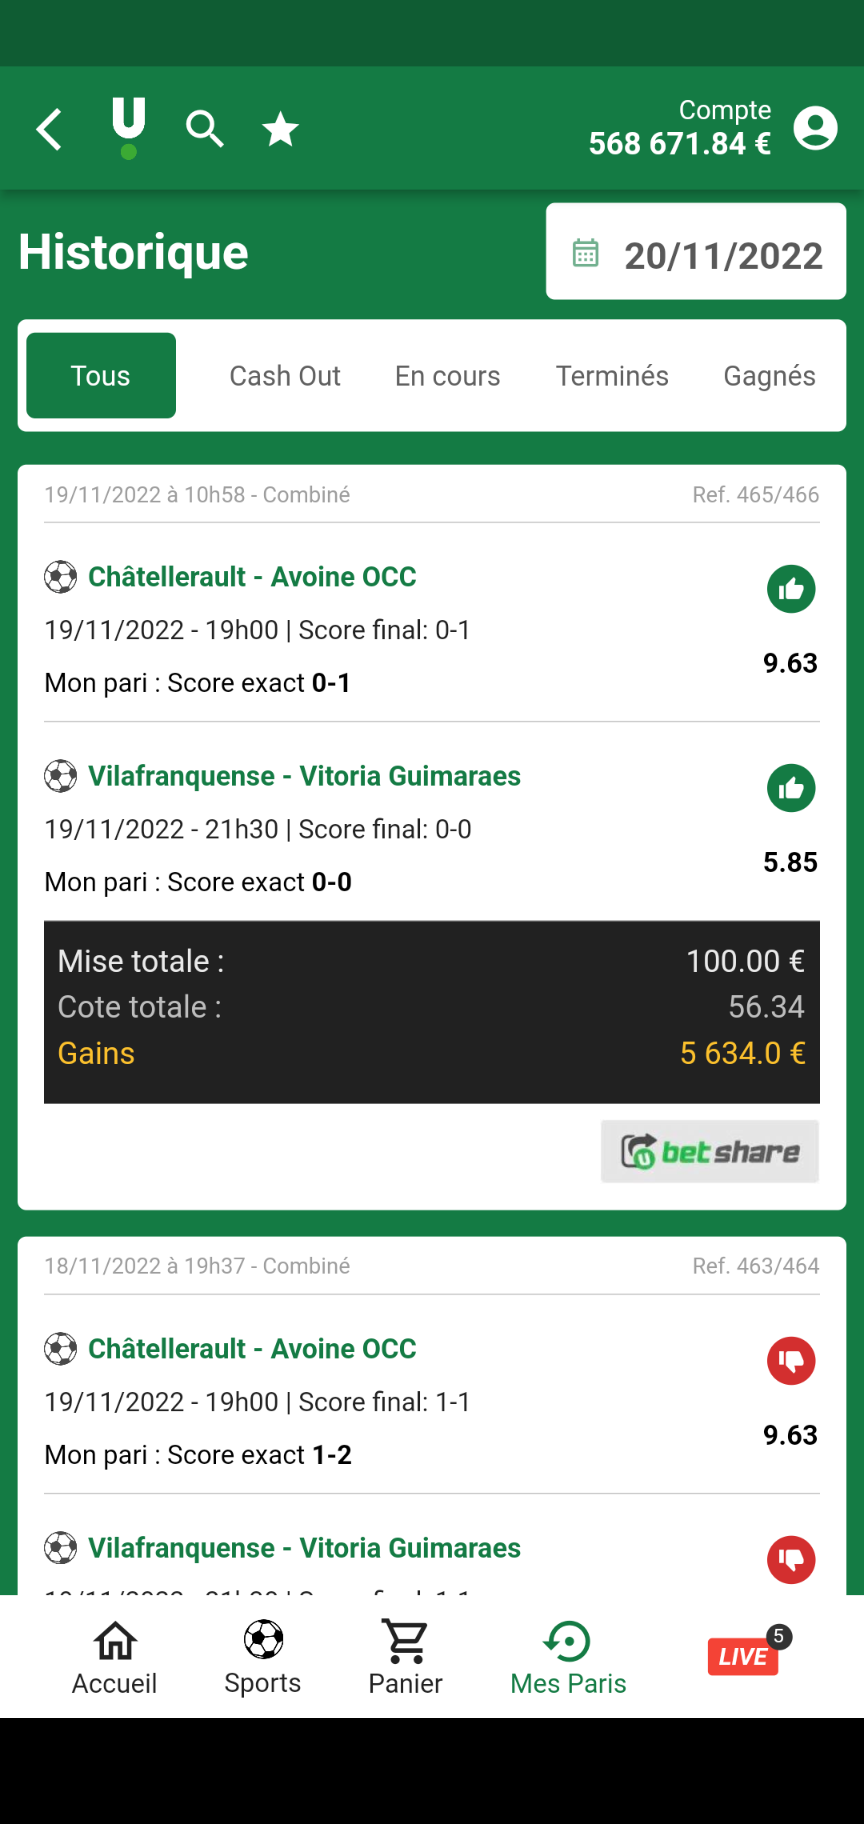 U
Compte
568 671.84 €
Historique
20/11/2022
Tous Cash Out En cours Terminés Gagnés
19/11/2022 à 10h58 - Combiné Ref. 465/466
Châtellerault - Avoine OCC
19/11/2022 - 19h00 | Score final: 0-1
9.63
Mon pari : Score exact 0-1
Vilafranquense - Vitoria Guimaraes
19/11/2022 - 21h30 | Score final: 0-0
5.85
Mon pari : Score exact 0-0
Mise totale : 100.00 €
Cote totale : 56.34
Gains 5 634.0 €
bet share
18/11/2022 à 19h37 - Combiné Ref. 463/464
Châtellerault - Avoine OCC
19/11/2022 - 19h00 | Score final: 1-1
9.63
Mon pari : Score exact 1-2
Vilafranquense - Vitoria Guimaraes
5
LIVE
Accueil Sports Panier Mes Paris